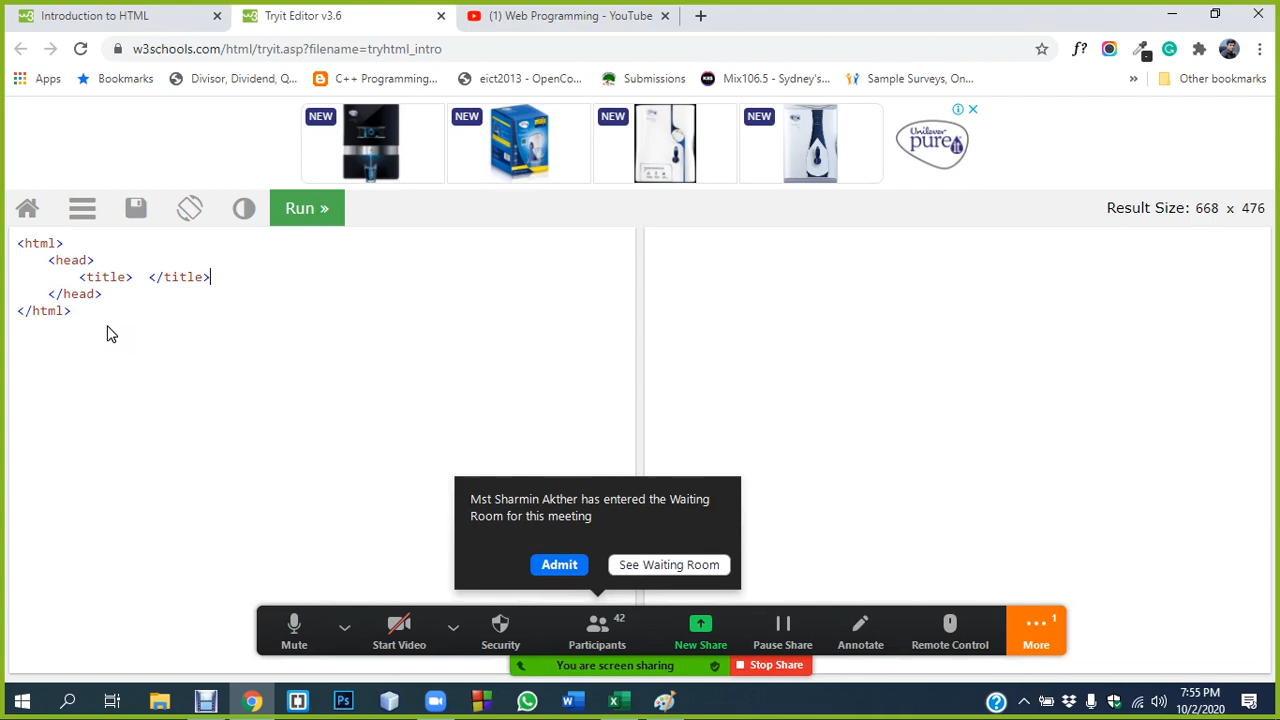 Introduction to HTML
Tryit Editor v3.6
(1) Web Programming - YouTube
w3schools.com/html/tryit.asp?filename=tryhtml_intro
f?
Apps
Bookmarks
Divisor, Dividend, Q...
C++ Programming...
eict2013 - OpenCo...
Submissions
Mix106.5 - Sydney's...
Sample Surveys, On...
»
Other bookmarks
NEW
NEW
NEW
NEW
Unilever
pureit
Run »
Result Size: 668 x 476
<html>
<head>
<title> </title>
</head>
</html>
Mst Sharmin Akther has entered the Waiting
Room for this meeting
Admit
See Waiting Room
Mute
Start Video
Security
42
Participants
New Share
Pause Share
Annotate
Remote Control
1
More
You are screen sharing
Stop Share
7:55 PM
10/2/2020